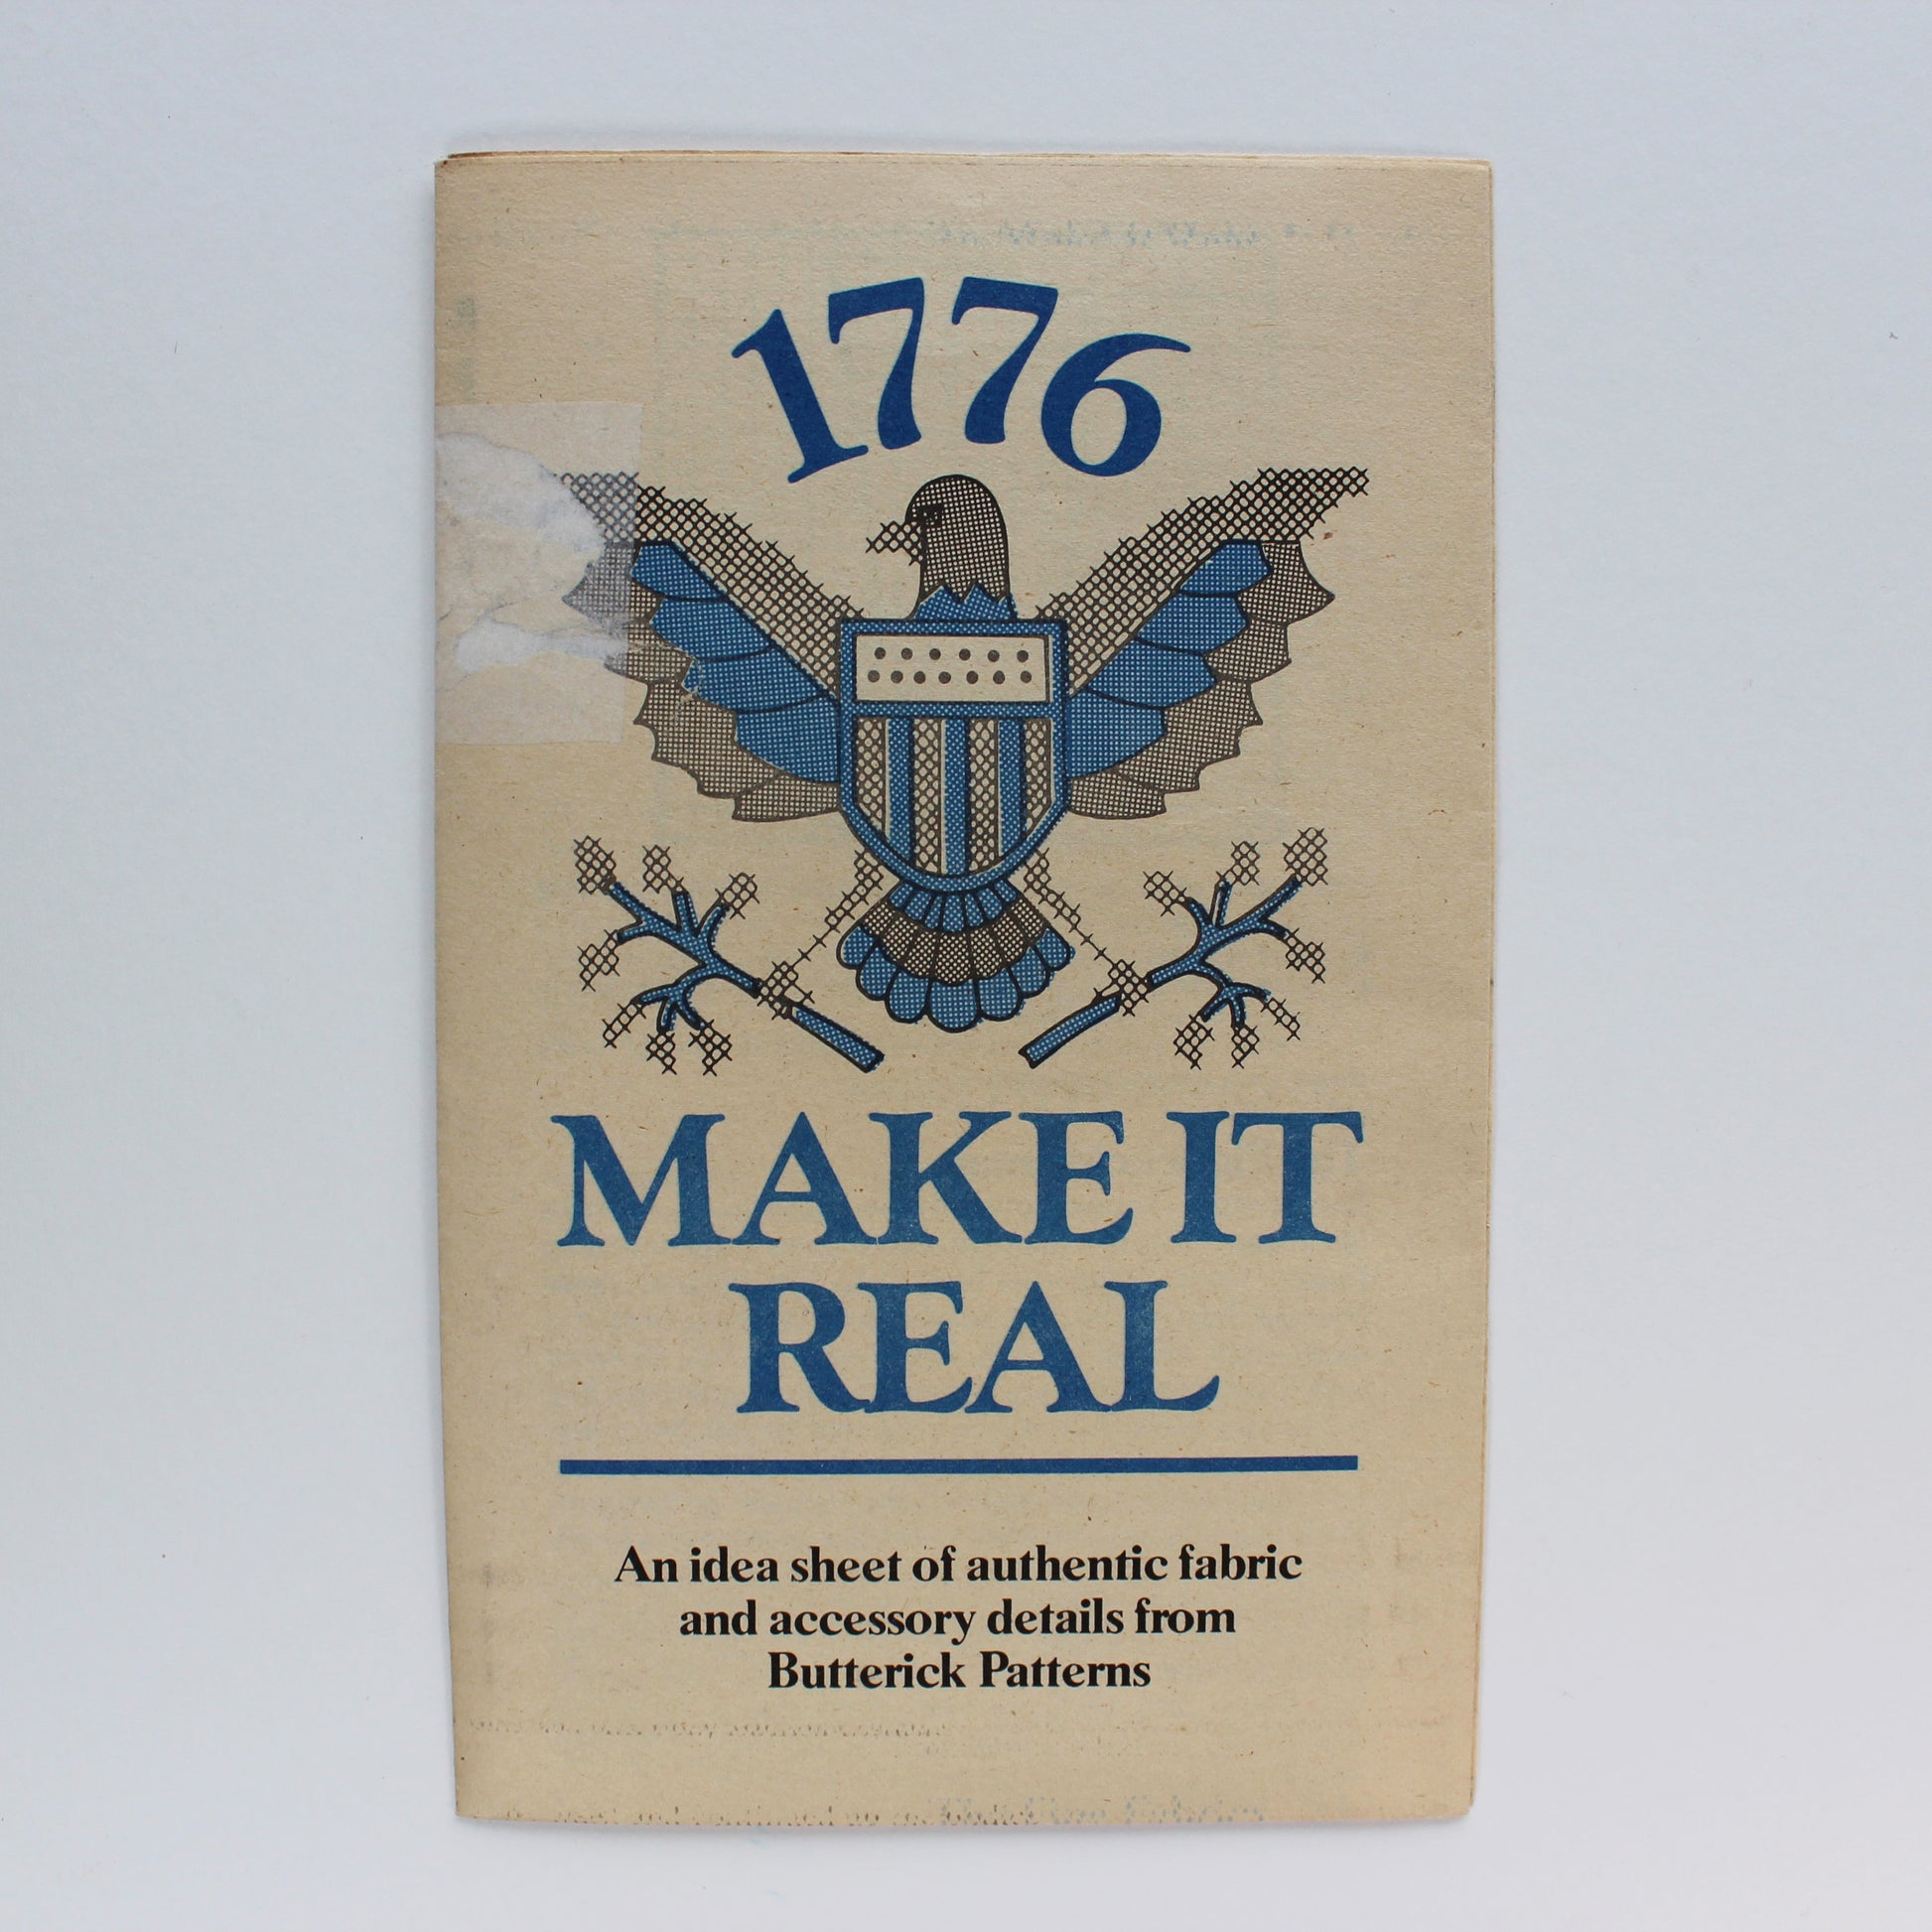 1776
MAKE IT
REAL
An idea sheet of authentic fabric
and accessory details from
Butterick Patterns